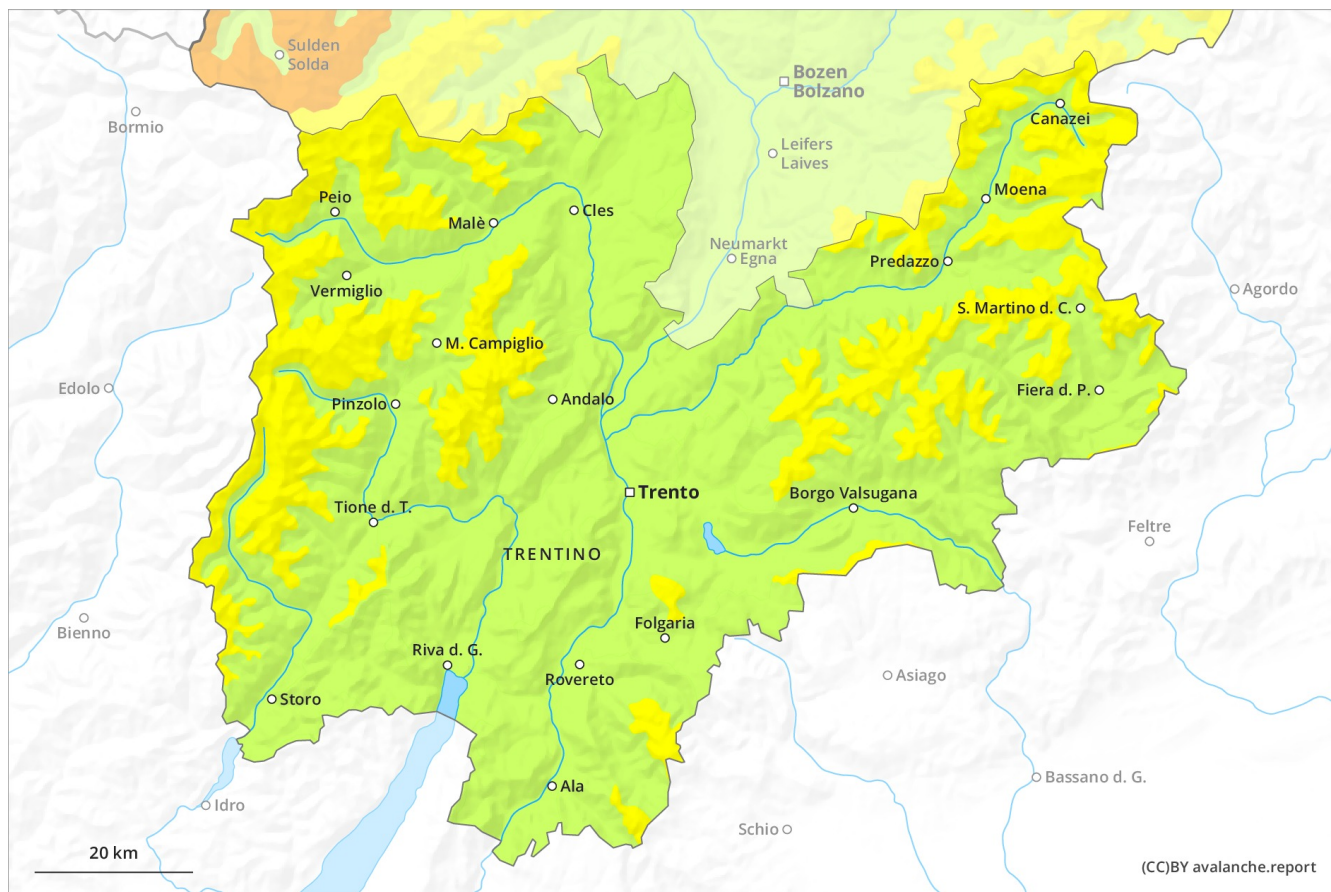 Sulden
Solda
Bozen
Bolzano
Bormio
Canazei
Leifers
Laives
Peio
Moena
Malè
Cles
Neumarkt
Egna
Predazzo
Vermiglio
Agordo
S. Martino d. C.
M. Campiglio
Edolo
Fiera d. P.
Andalo
Pinzolo
Trento
Borgo Valsugana
Tione d. T.
Feltre
TRENTINO
Bienno
Folgaria
Riva d. G.
Rovereto
Asiago
Storo
Bassano d. G.
Ala
Idro
Schio
20 km
(CC)BY avalanche.report